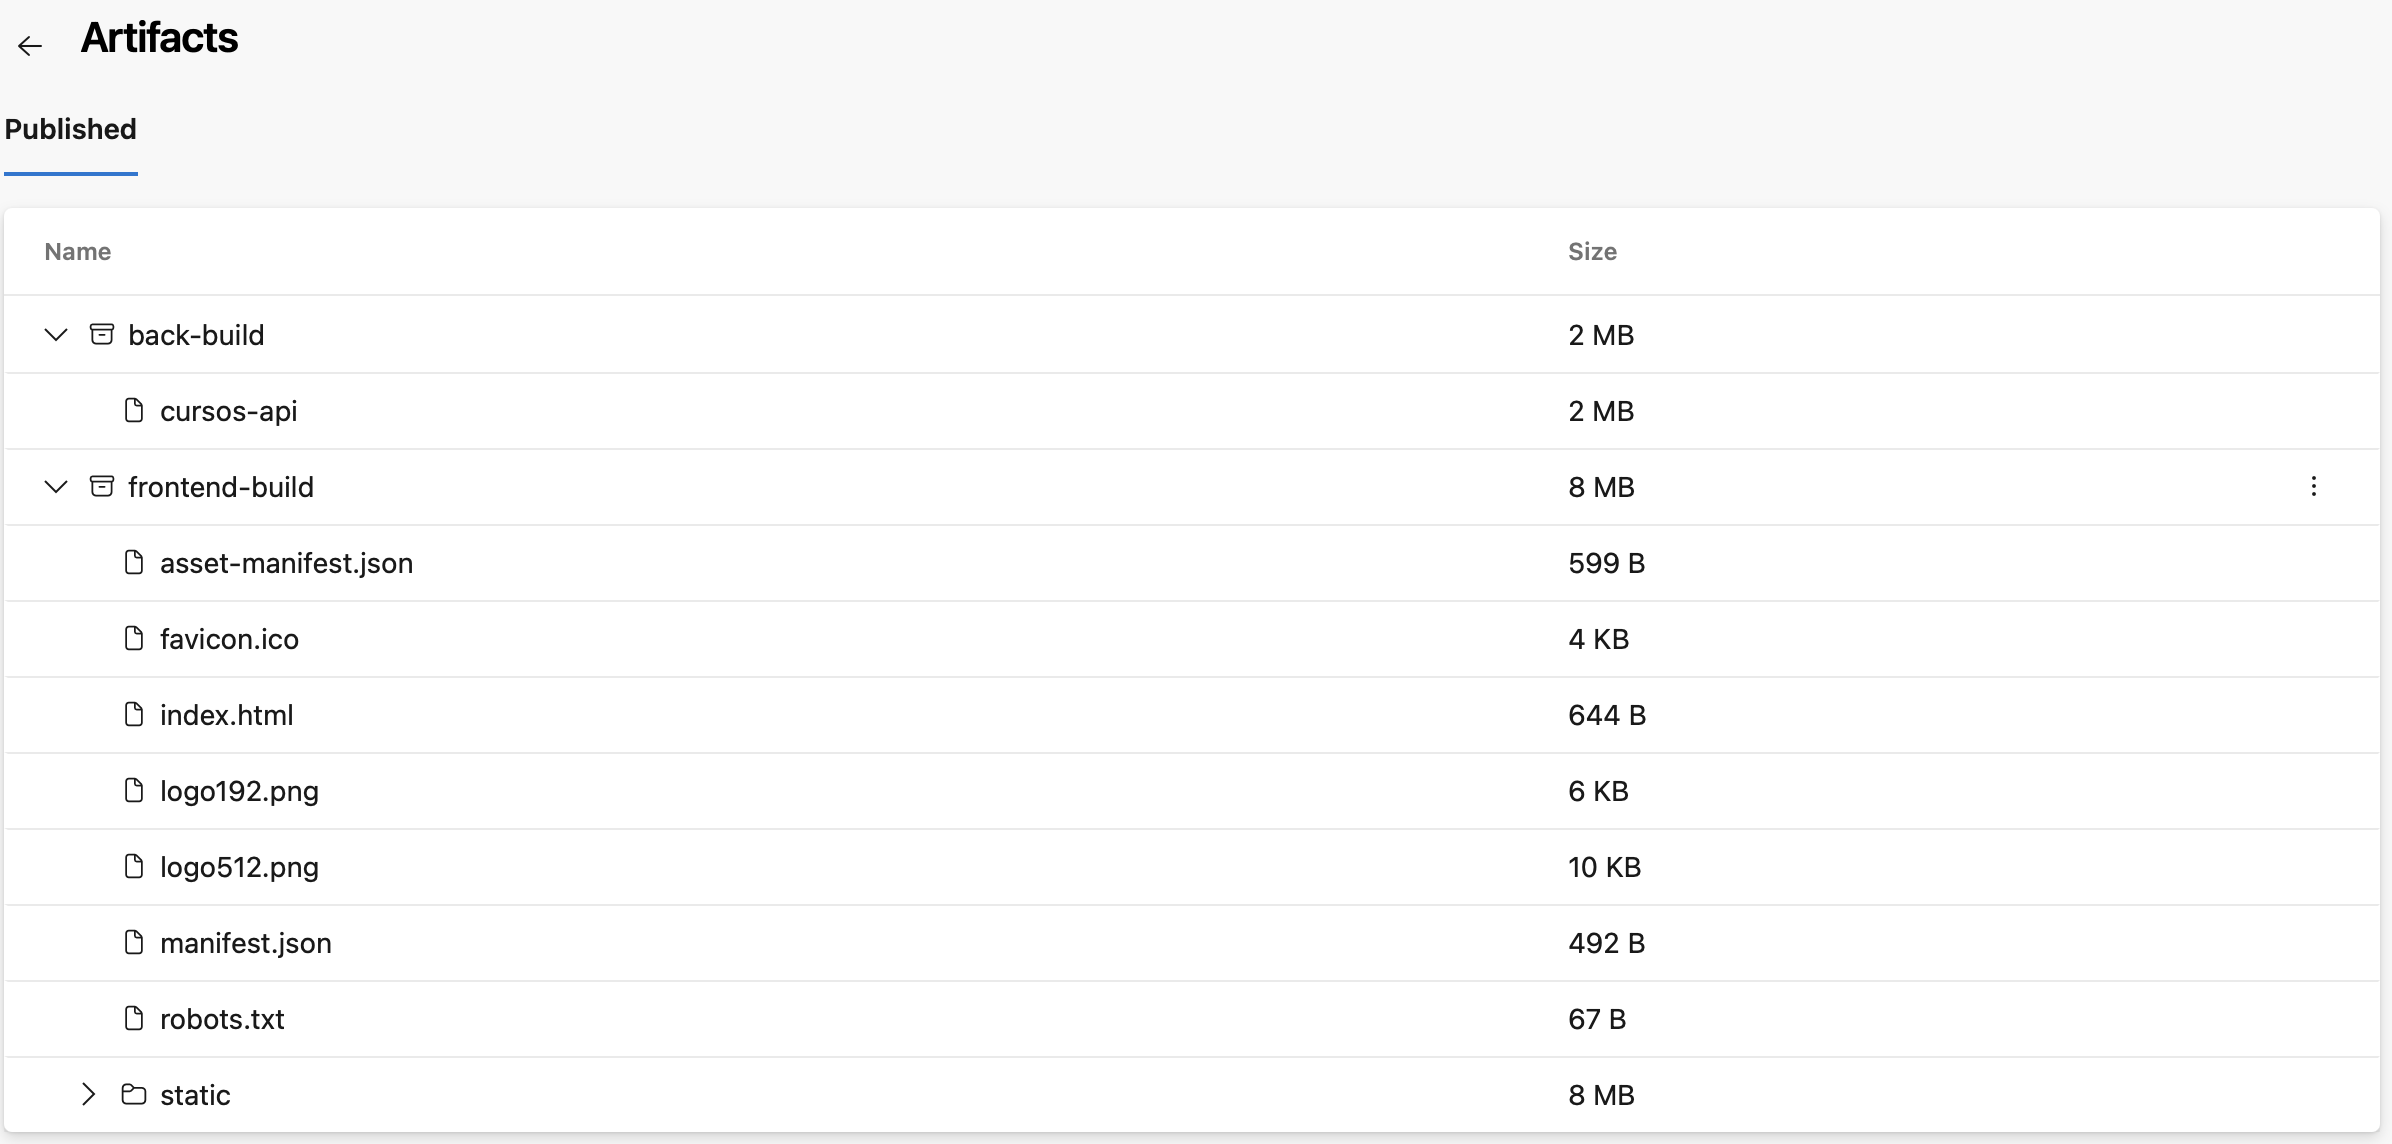 Artifacts
Published
Name Size
back-build 2 MB
cursos-api 2 MB
frontend-build 8 MB
asset-manifest.json 599 B
favicon.ico 4 KB
index.html 644 B
logo192.png 6 KB
logo512.png 10 KB
manifest.json 492 B
robots.txt 67 B
static 8 MB